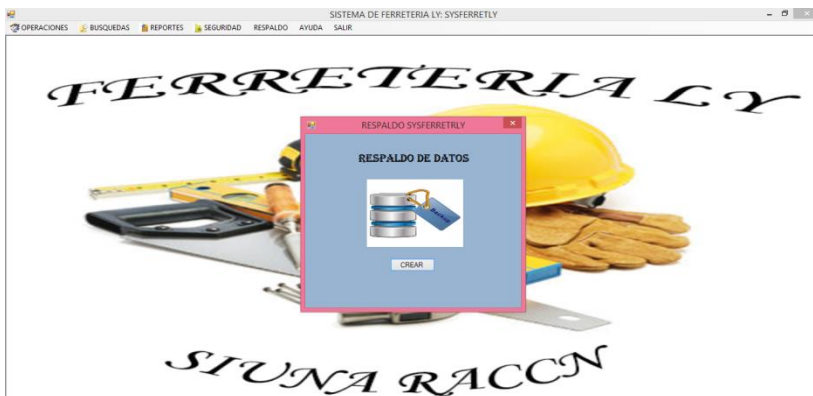 SISTEMA DE FERRETERIA LY: SYSFERRETLY
OPERACIONES BUSQUEDAS REPORTES SEGURIDAD RESPALDO AYUDA SALIR
FERRETERIA LY
RESPALDO SYSFERRETRLY
RESPALDO DE DATOS
Backup
CREAR
SIUNA RACCN